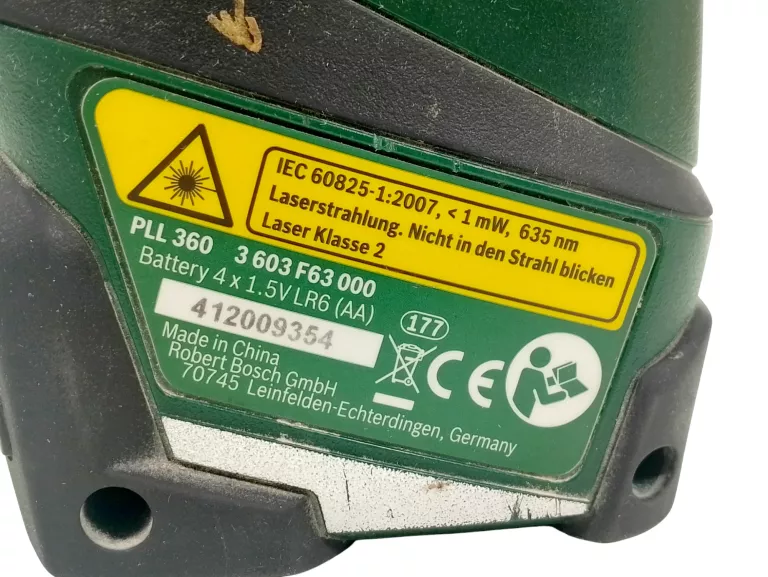 IEC 60825-1:2007, < 1 mW, 635 nm
Laserstrahlung. Nicht in den Strahl blicken
Laser Klasse 2
PLL 360 3 603 F63 000
Battery 4 x 1.5V LR6 (AA)
412009354
177
Made in China
Robert Bosch GmbH
70745 Leinfelden-Echterdingen, Germany
CE